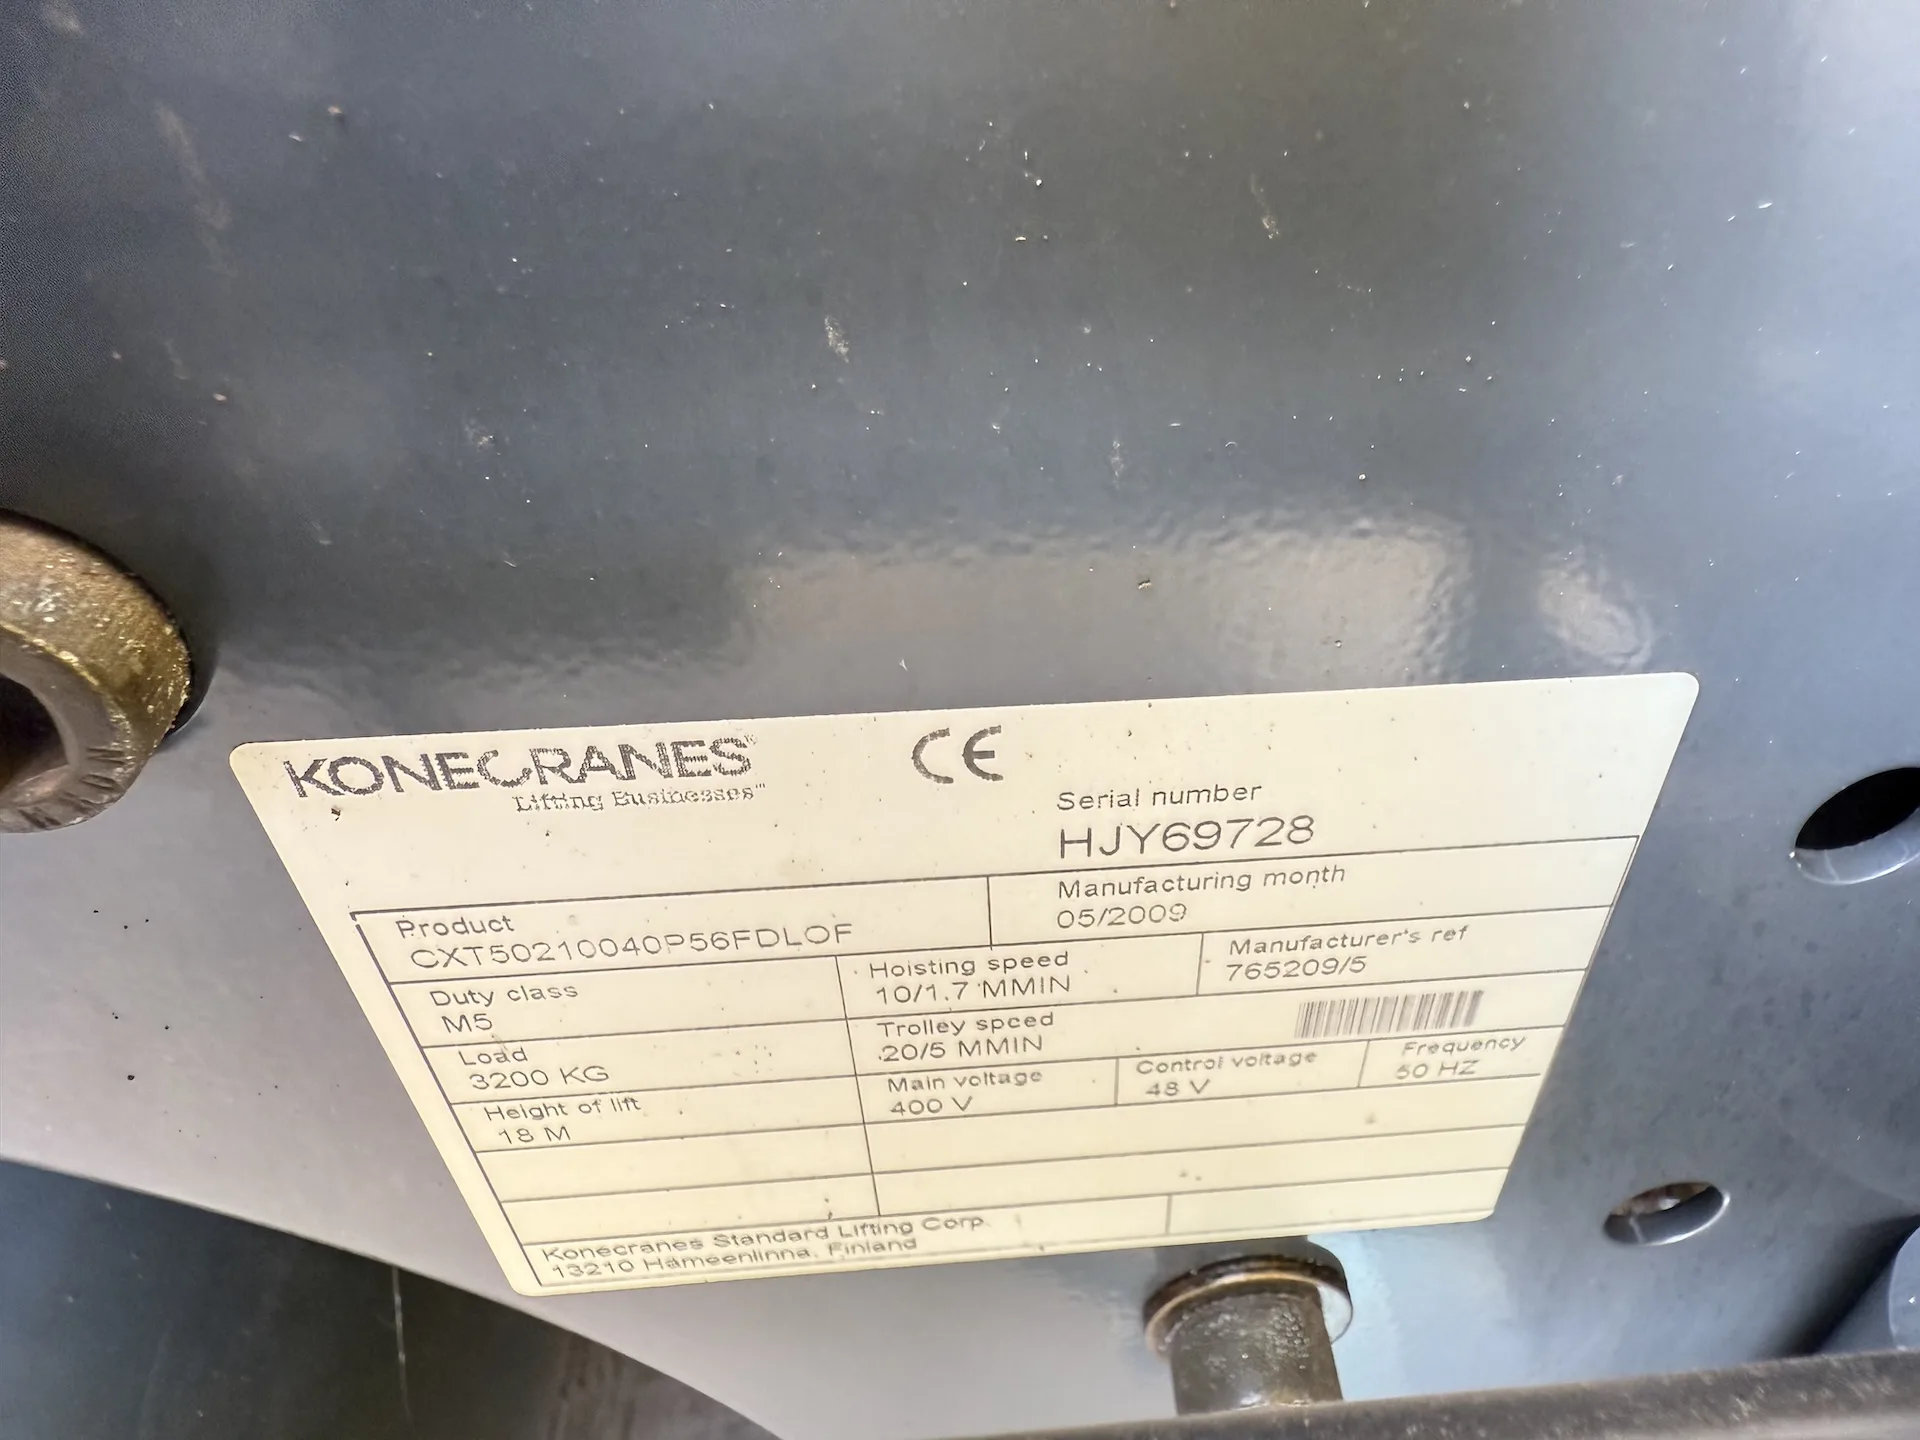 KONECRANES
Lifting Businesses™
CE
Serial number
HJY69728
Manufacturing month
05/2009
Product
CXT50210040P56FDLOF
Hoisting speed
10/1.7 MMIN
Manufacturer's ref
765209/5
Duty class
M5
Trolley speed
20/5 MMIN
Load
3200 KG
Main voltage
400 V
Control voltage
48 V
Frequency
50 HZ
Height of lift
18 M
Konecranes Standard Lifting Corp.
13210 Hämeenlinna, Finland